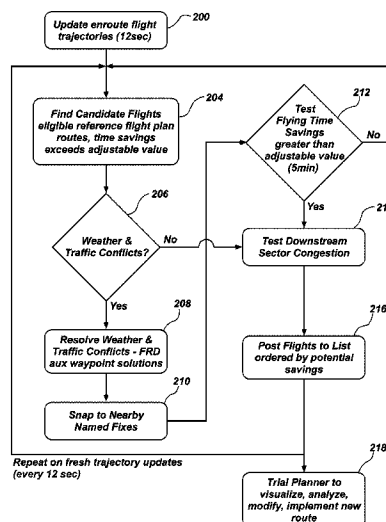 Update enroute flight
trajectories (12sec)
200
Find Candidate Flights
eligible reference flight plan
routes, time savings
exceeds adjustable value
204
Weather &
Traffic Conflicts?
206
No
Yes
Resolve Weather &
Traffic Conflicts - FRD
aux waypoint solutions
208
Snap to Nearby
Named Fixes
210
Repeat on fresh trajectory updates
(every 12 sec)
Test
Flying Time
Savings
greater than
adjustable value
(5min)
212
No
Yes
Test Downstream
Sector Congestion
21
Post Flights to List
ordered by potential
savings
216
Trial Planner to
visualize, analyze,
modify, implement new
route
218